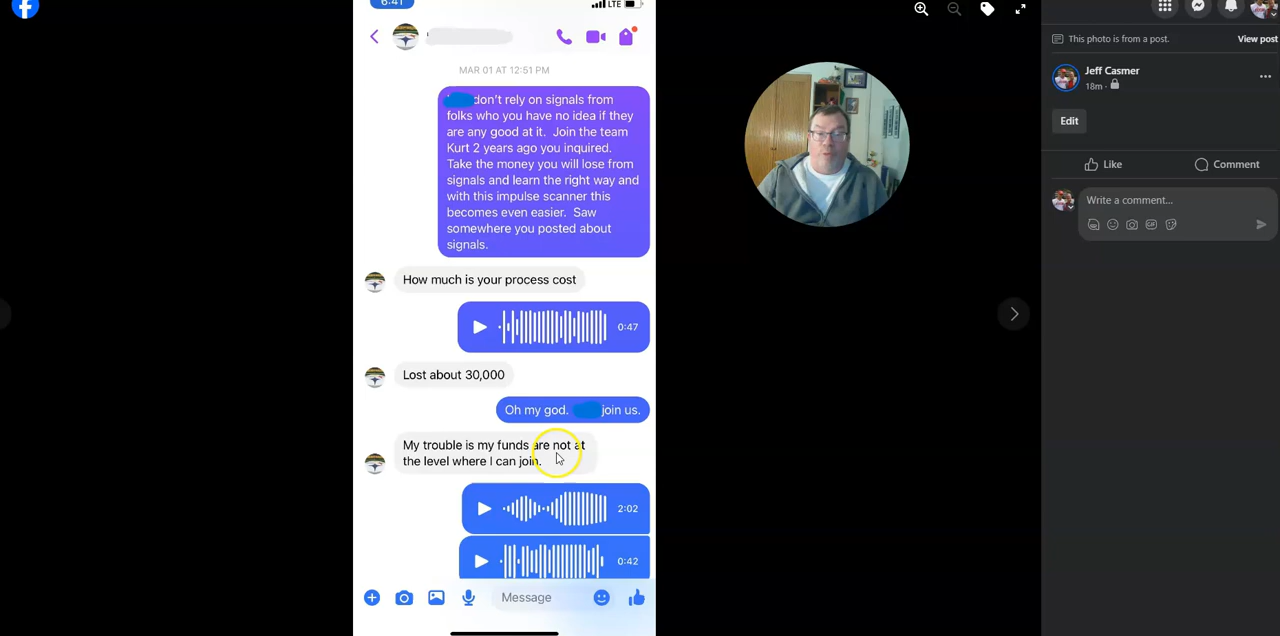 6:41
LTE
MAR 01 AT 12:51 PM
don't rely on signals from
folks who you have no idea if they
are any good at it. Join the team
Kurt 2 years ago you inquired.
Take the money you will lose from
signals and learn the right way and
with this impulse scanner this
becomes even easier. Saw
somewhere you posted about
signals.
How much is your process cost
0:47
Lost about 30,000
Oh my god. join us.
My trouble is my funds are not at
the level where I can join.
2:02
0:42
Message
This photo is from a post. View post
Jeff Casmer
18m
Edit
Like Comment
Write a comment...